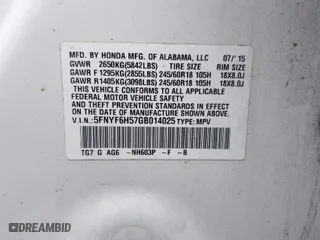 MFD. BY HONDA MFG. OF ALABAMA, LLC 07/'15
GVWR 2650KG(5842LBS) TIRE SIZE RIM SIZE
GAWR F 1295KG(2855LBS) 245/60R18 105H 18X8.0J
GAWR R 1405KG(3098LBS) 245/60R18 105H 18X8.0J
THIS VEHICLE CONFORMS TO ALL APPLICABLE
FEDERAL MOTOR VEHICLE SAFETY AND
THEFT PREVENTION STANDARDS IN EFFECT ON
THE DATE OF MANUFACTURE SHOWN ABOVE.
V.I.N.:5FNYF6H57GB014025 TYPE: MPV
TG7 G AG6 -NH603P -F -B
DEALERS AUCTION